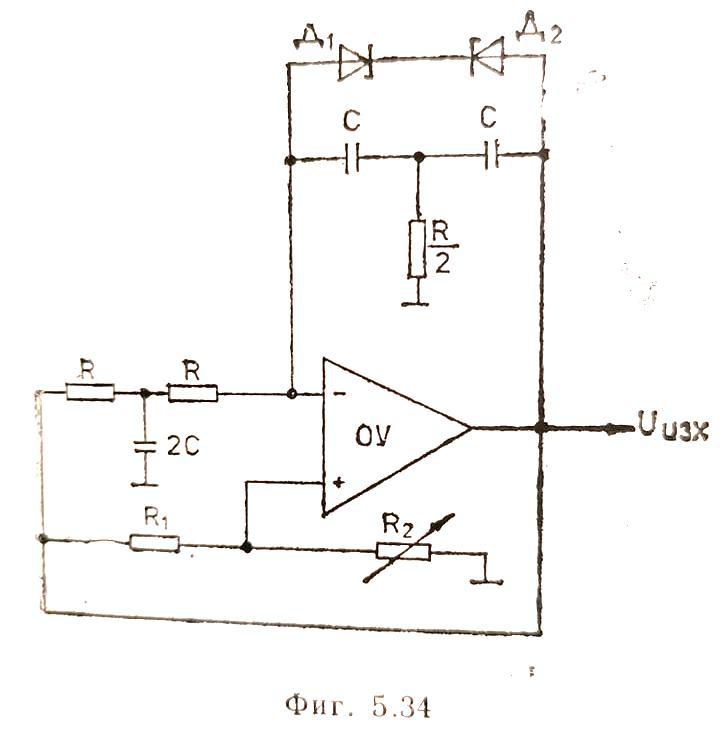 Д₁ Д₂
C C
R/2
R R
2C
−
ОУ
+
Uизх
R₁ R₂
Фиг. 5.34